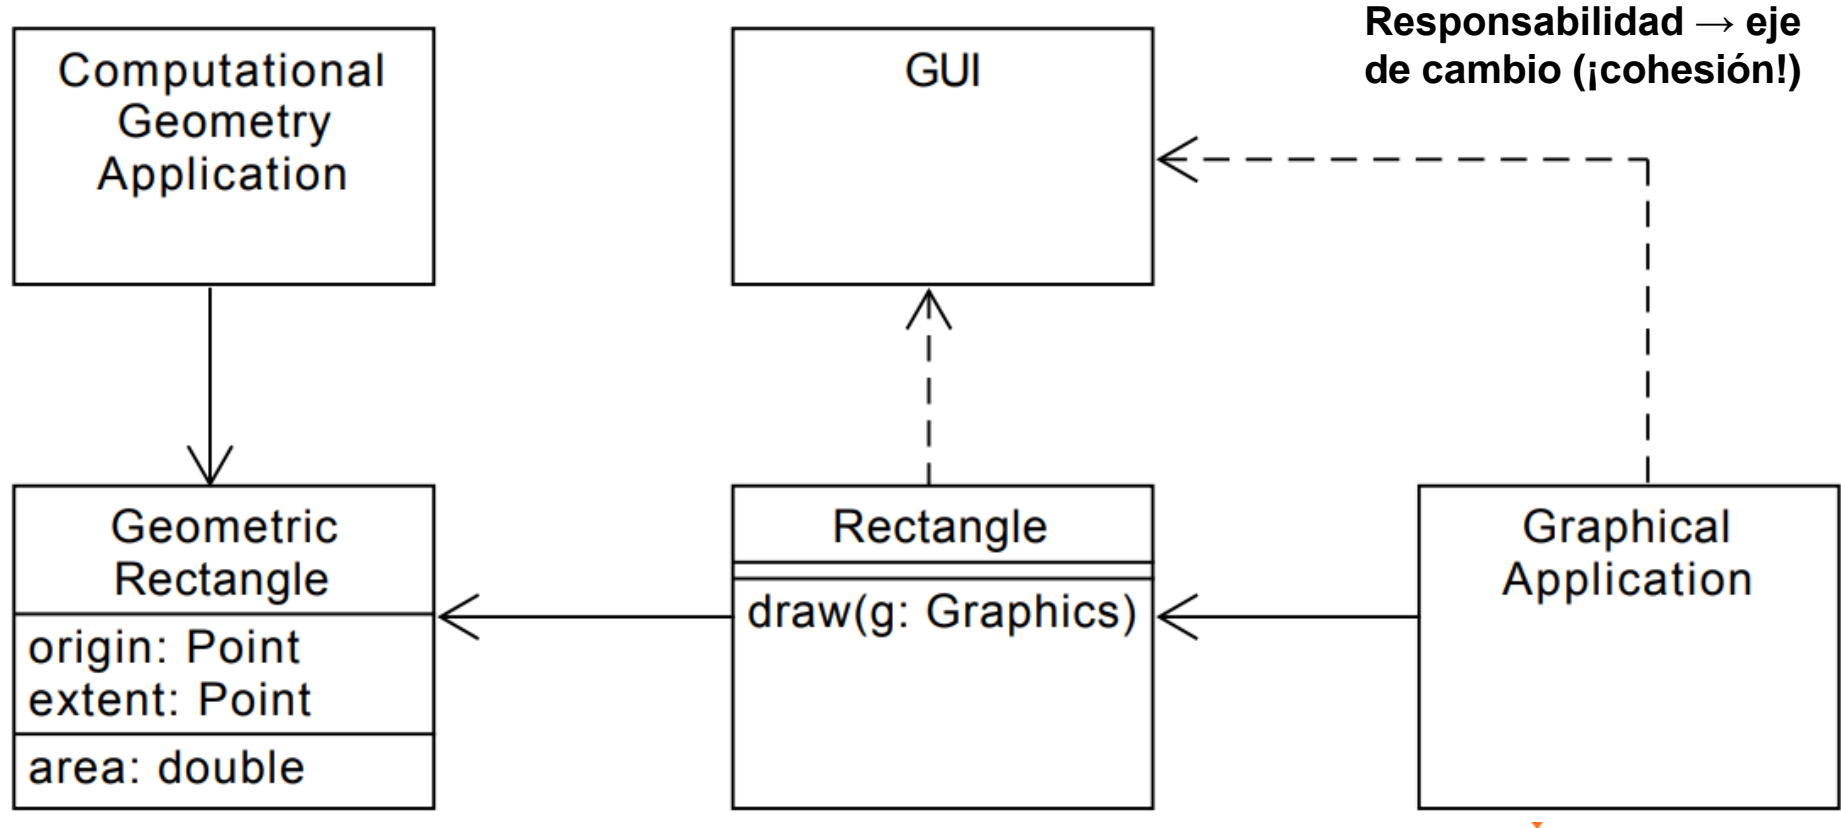 Responsabilidad → eje
de cambio (¡cohesión!)
Computational
Geometry
Application
GUI
Geometric
Rectangle
origin: Point
extent: Point
area: double
Rectangle
draw(g: Graphics)
Graphical
Application